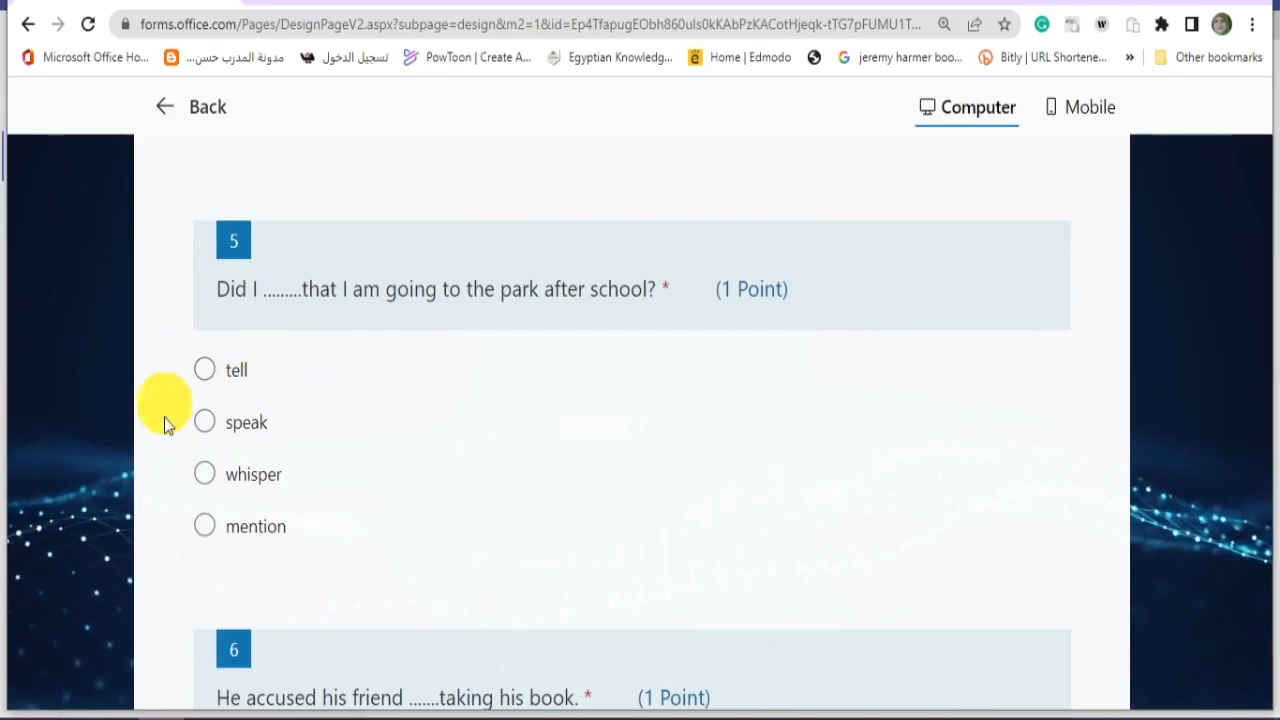 forms.office.com/Pages/DesignPageV2.aspx?subpage=design&m2=1&id=Ep4TfapugEObh860uIs0kKAsPzKACotHjeqk-tTG7pFUMU1T...
Microsoft Office Ho...
مدونة المدرب حسن...
تسجيل الدخول
PowToon | Create A...
Egyptian Knowledg...
Home | Edmodo
jeremy harmer boo...
Bitly | URL Shortene...
»
Other bookmarks
Back
Computer
Mobile
5
Did I .........that I am going to the park after school? * (1 Point)
tell
speak
whisper
mention
6
He accused his friend .......taking his book. * (1 Point)